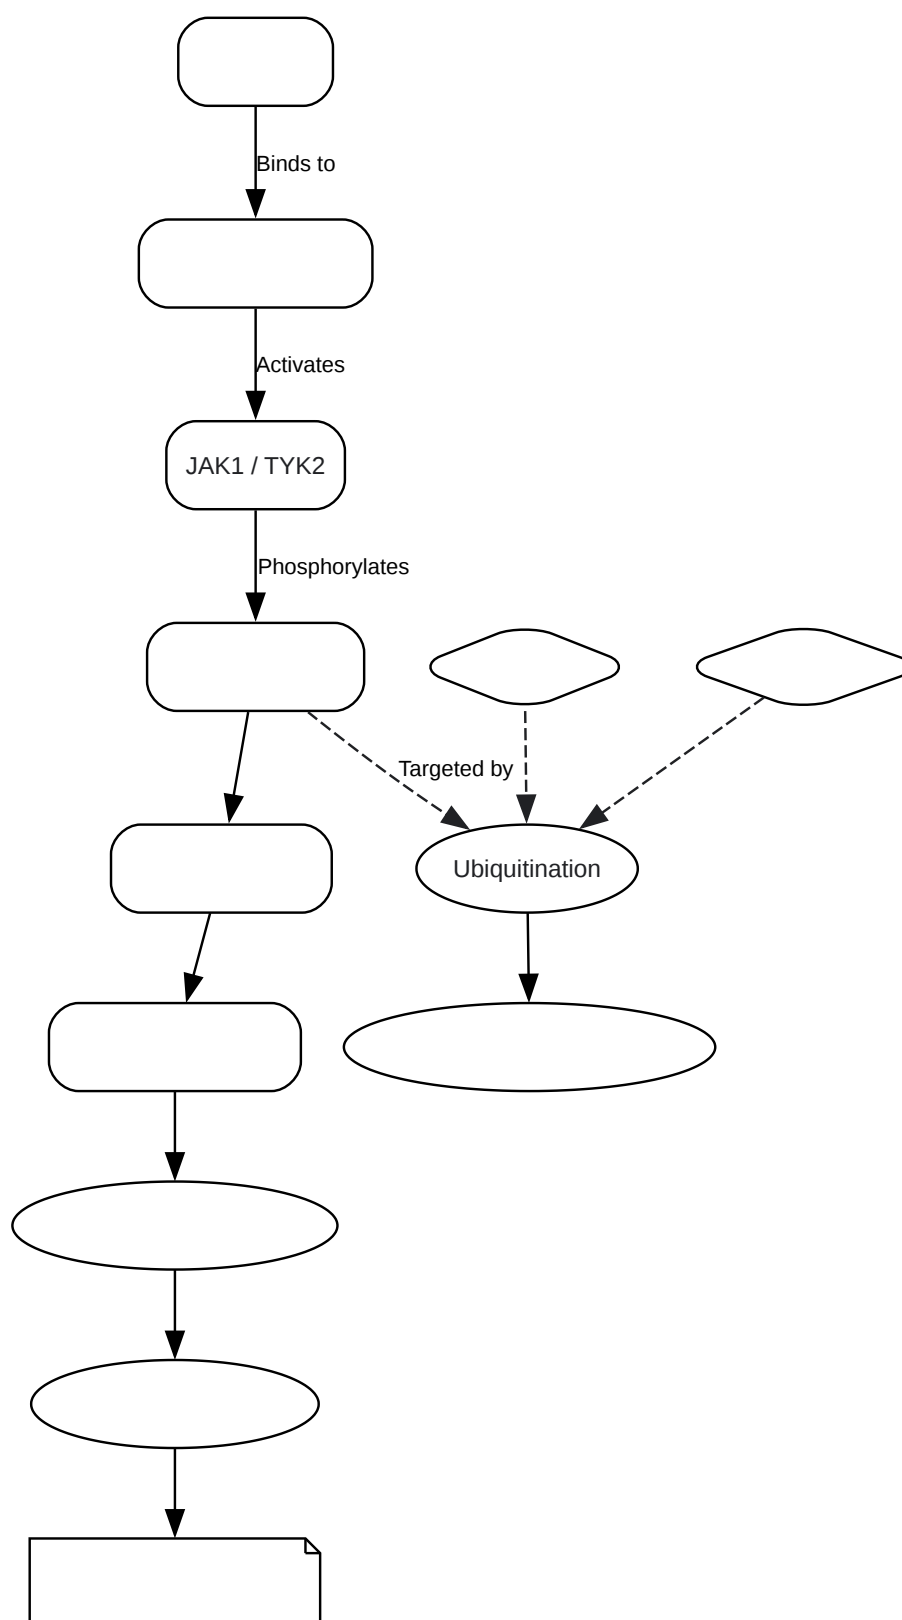 Binds to
Activates
JAK1 / TYK2
Phosphorylates
Targeted by
Ubiquitination